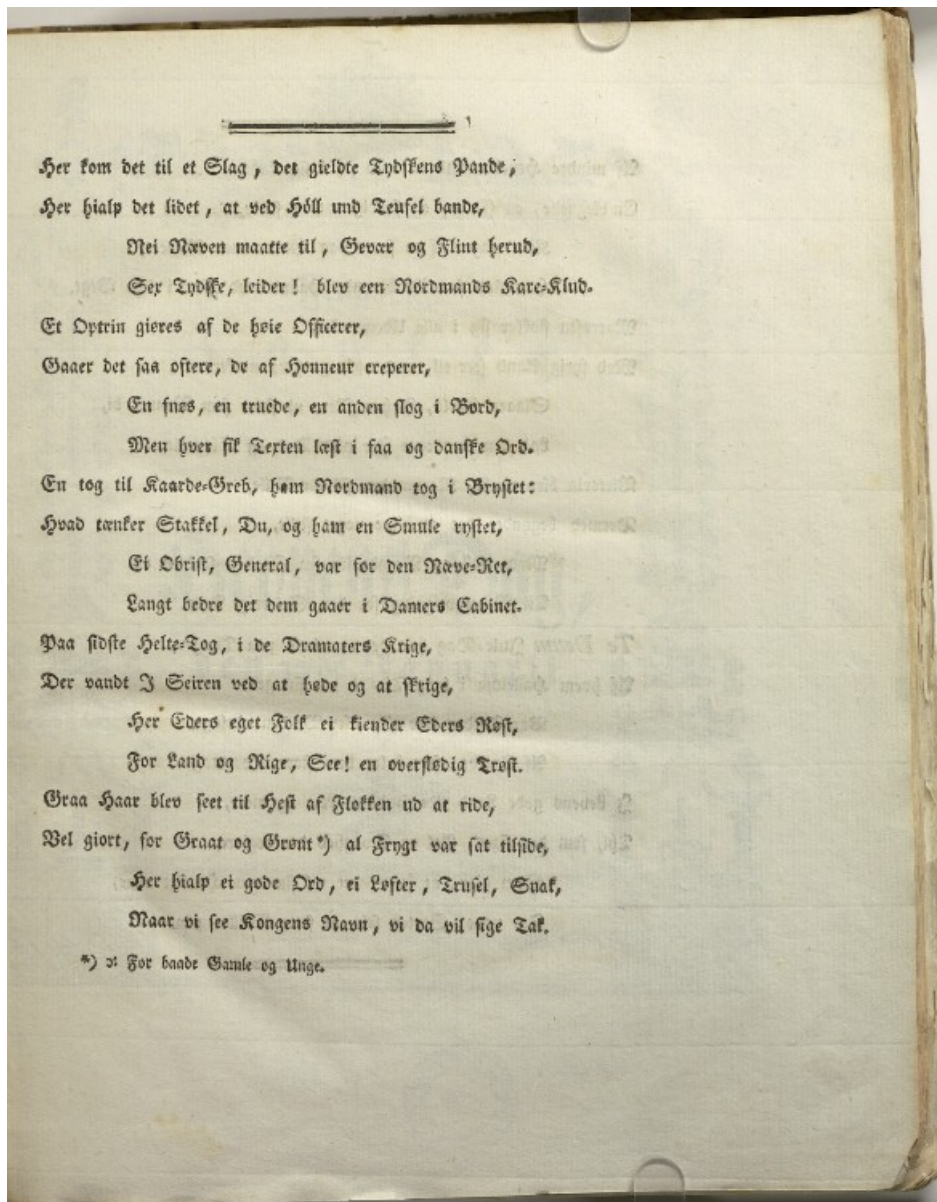 Her kom det til et Slag, det gieldte Tydskens Pande,
Her hialp det lidet, at ved Höll und Teufel bande,
Nei Næven maatte til, Gevær og Flint herud,
Sex Tydske, leider! blev een Nordmands Kare-Klud.
Et Optrin giøres af de høie Officerer,
Gaaer det saa oftere, de af Honneur creperer,
En fnøs, en truede, en anden slog i Bord,
Men hver fik Texten læst i faa og danske Ord.
En tog til Kaarde-Greb, ham Nordmand tog i Brystet:
Hvad tænker Stakkel, Du, og ham en Smule rystet,
Ei Obrist, General, var for den Næve-Ret,
Langt bedre det dem gaaer i Damers Cabinet.
Paa sidste Helte-Tog, i de Dramaters Krige,
Der vandt I Seiren ved at høde og at skrige,
Her Eders eget Folk ei kiender Eders Røst,
For Land og Rige, See! en overflødig Trøst.
Graa Haar blev seet til Hest af Flokken ud at ride,
Vel giort, for Graat og Grønt *) al Frygt var sat tilside,
Her hialp ei gode Ord, ei Løfter, Trusel, Snak,
Naar vi see Kongens Navn, vi da vil sige Tak.
*) ɔ: For baade Gamle og Unge.